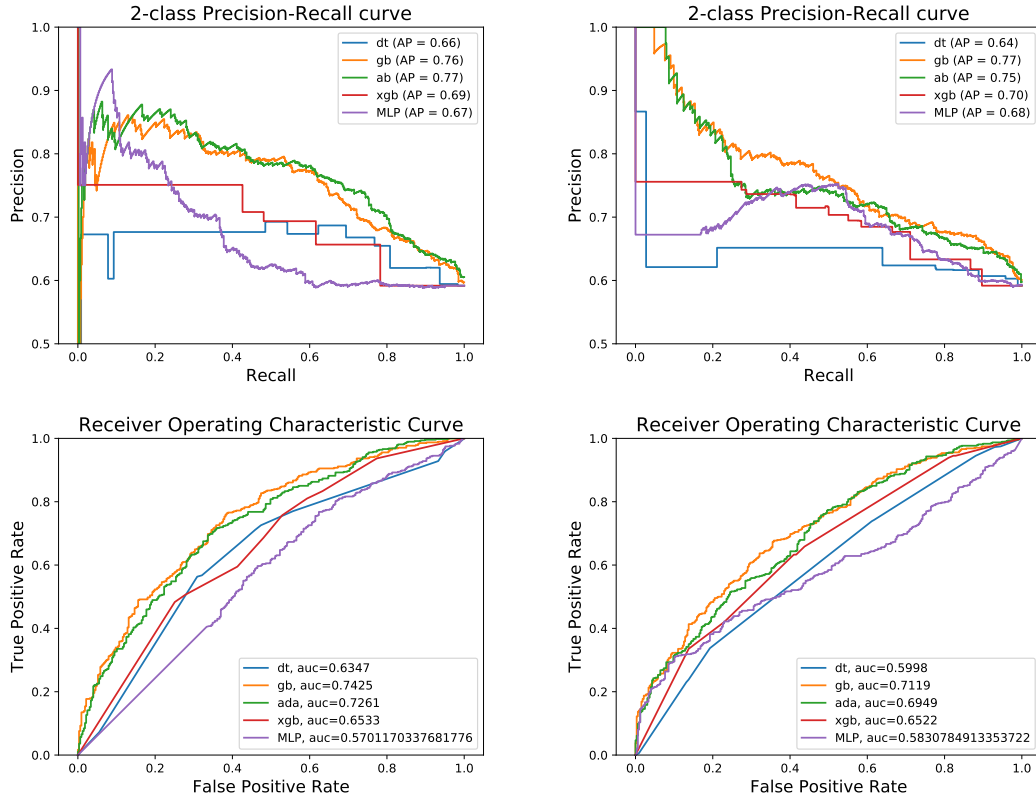 2-class Precision-Recall curve
1.0
0.9
0.8
0.7
0.6
0.5
Precision
dt (AP = 0.66)
gb (AP = 0.76)
ab (AP = 0.77)
xgb (AP = 0.69)
MLP (AP = 0.67)
0.0 0.2 0.4 0.6 0.8 1.0
Recall
2-class Precision-Recall curve
1.0
0.9
0.8
0.7
0.6
0.5
Precision
dt (AP = 0.64)
gb (AP = 0.77)
ab (AP = 0.75)
xgb (AP = 0.70)
MLP (AP = 0.68)
0.0 0.2 0.4 0.6 0.8 1.0
Recall
Receiver Operating Characteristic Curve
1.0
0.8
0.6
0.4
0.2
0.0
True Positive Rate
dt, auc=0.6347
gb, auc=0.7425
ada, auc=0.7261
xgb, auc=0.6533
MLP, auc=0.5701170337681776
0.0 0.2 0.4 0.6 0.8 1.0
False Positive Rate
Receiver Operating Characteristic Curve
1.0
0.8
0.6
0.4
0.2
0.0
True Positive Rate
dt, auc=0.5998
gb, auc=0.7119
ada, auc=0.6949
xgb, auc=0.6522
MLP, auc=0.5830784913353722
0.0 0.2 0.4 0.6 0.8 1.0
False Positive Rate